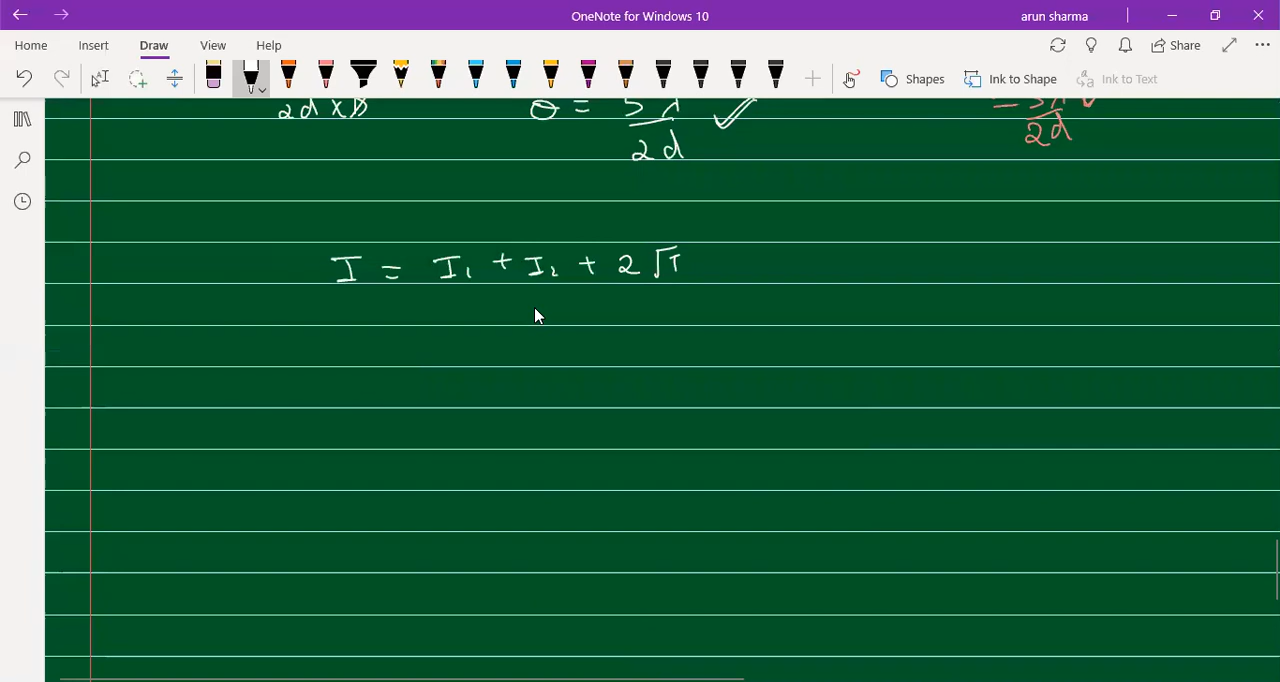 OneNote for Windows 10
arun sharma
Home Insert Draw View Help
Share
Shapes Ink to Shape Ink to Text
2d x D θ = 5λ / 2d
2d
I = I₁ + I₂ + 2 √I